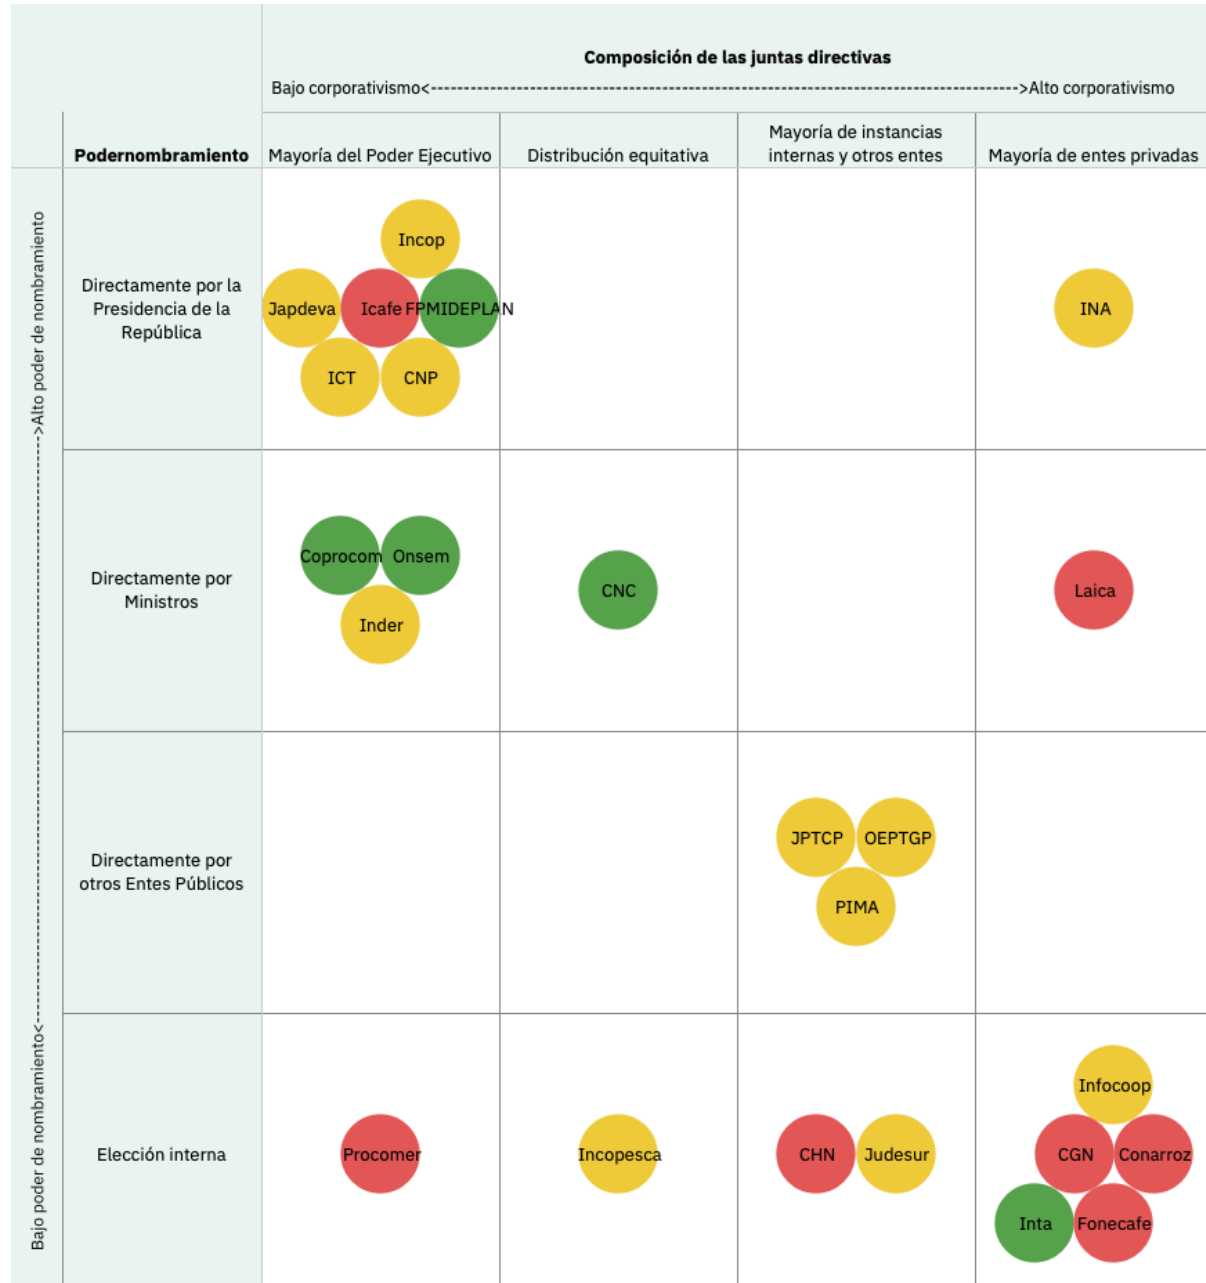 Composición de las juntas directivas
Bajo corporativismo<-------------------------------------------------------------------------------------------->Alto corporativismo
Podernombramiento
Mayoría del Poder Ejecutivo
Distribución equitativa
Mayoría de instancias
internas y otros entes
Mayoría de entes privadas
Bajo poder de nombramiento<-------------------------------------------------------------------------------------------->Alto poder de nombramiento
Directamente por la
Presidencia de la
República
Incop
Japdeva
Icafe
FPMIDEPLAN
ICT
CNP
INA
Directamente por
Ministros
Coprocom
Onsem
Inder
CNC
Laica
Directamente por
otros Entes Públicos
JPTCP
OEPTGP
PIMA
Elección interna
Procomer
Incopesca
CHN
Judesur
Infocoop
CGN
Conarroz
Inta
Fonecafe